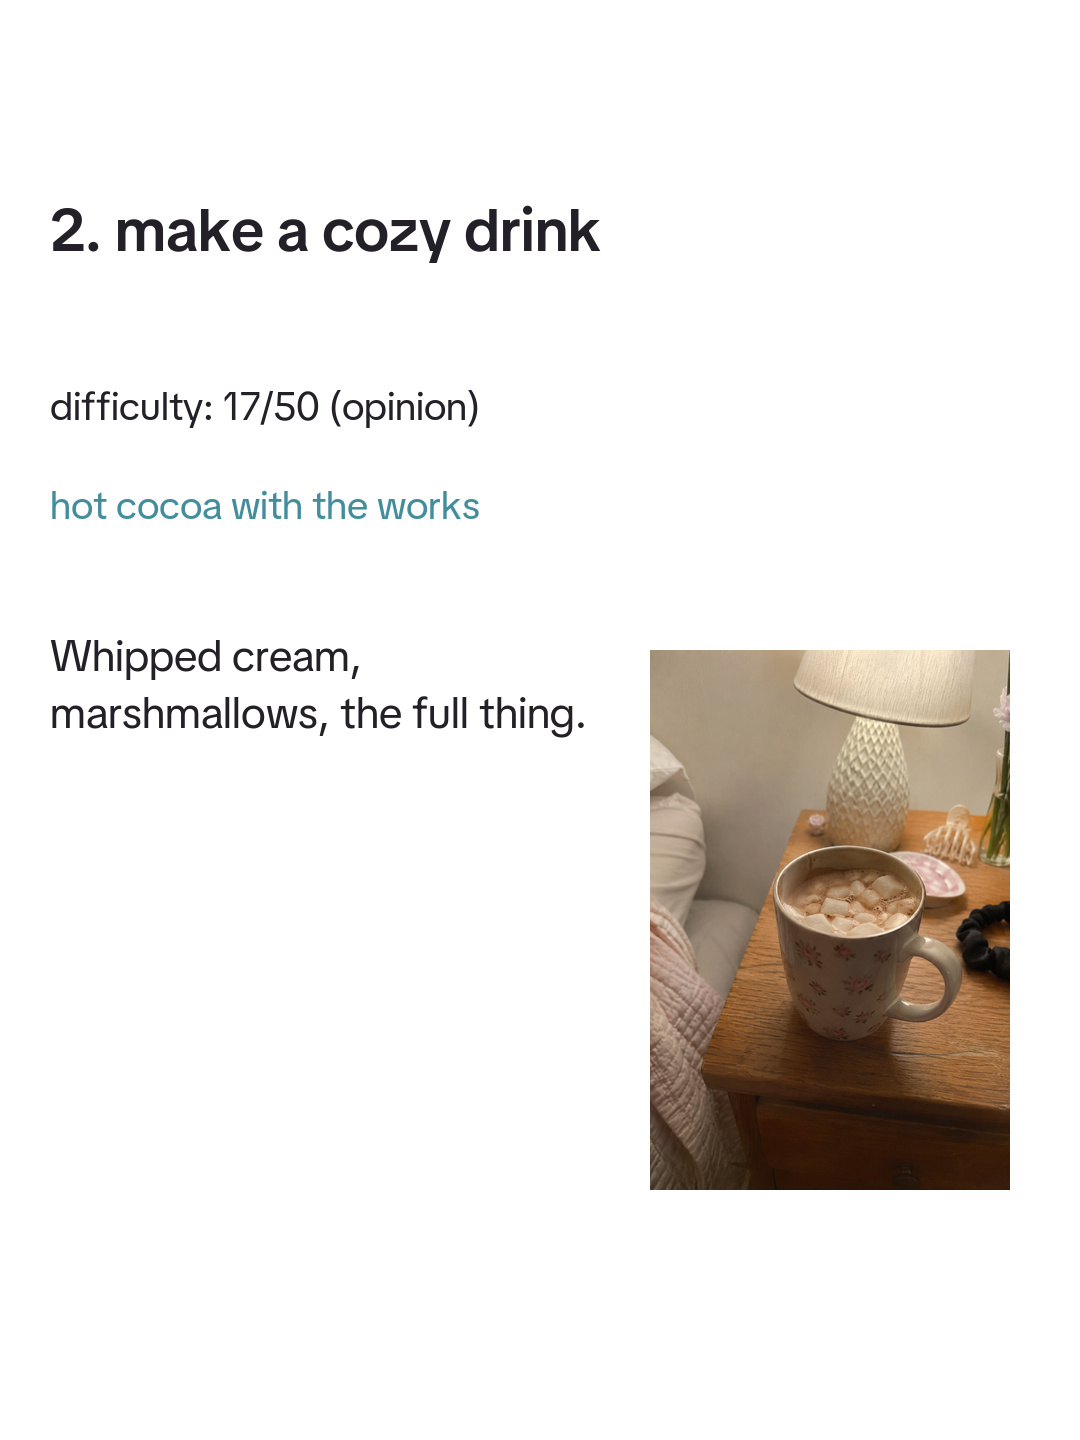 2. make a cozy drink
difficulty: 17/50 (opinion)
hot cocoa with the works
Whipped cream,
marshmallows, the full thing.